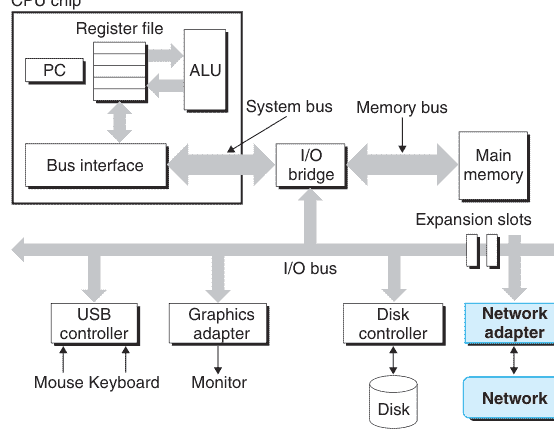 CPU chip
Register file
PC
ALU
System bus
Memory bus
Bus interface
I/O
bridge
Main
memory
Expansion slots
I/O bus
USB
controller
Graphics
adapter
Disk
controller
Network
adapter
Mouse Keyboard
Monitor
Disk
Network